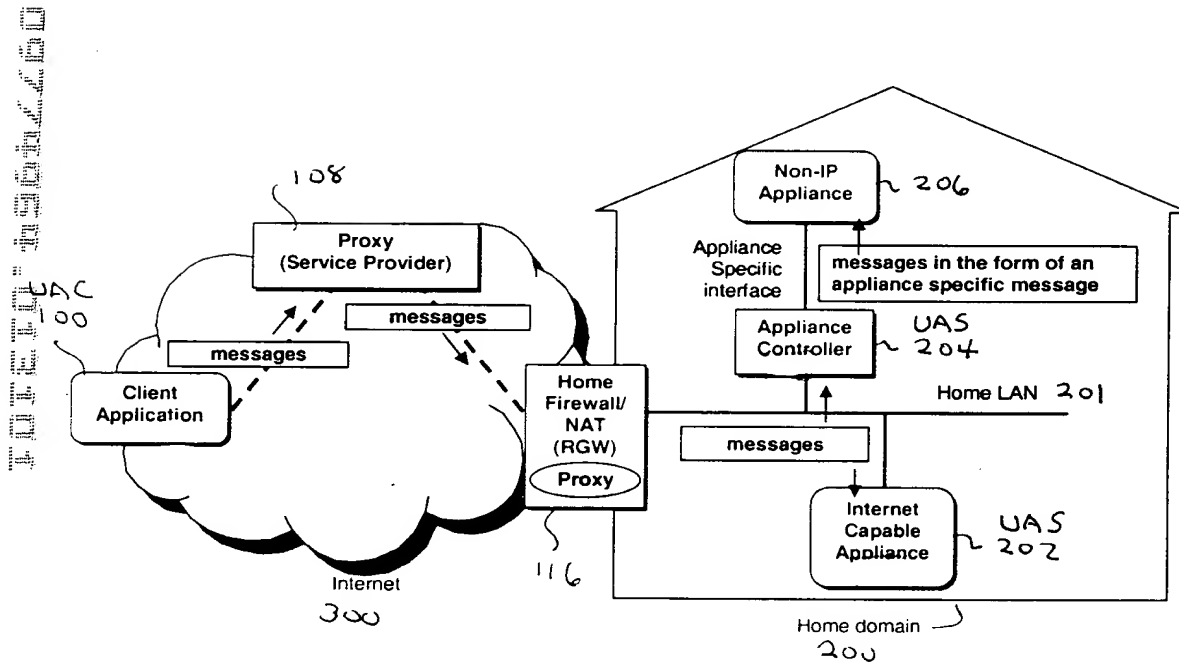 108
Proxy
(Service Provider)
UAC
100
messages
messages
Client
Application
Home
Firewall/
NAT
(RGW)
Proxy
116
Internet
300
Non-IP
Appliance
206
Appliance
Specific
interface
messages in the form of an
appliance specific message
Appliance
Controller
UAS
204
Home LAN 201
messages
Internet
Capable
Appliance
UAS
202
Home domain
200